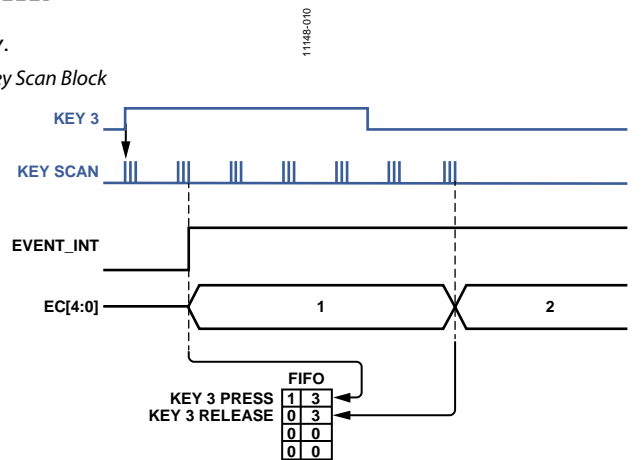 11148-010
y.
ey Scan Block
KEY 3
KEY SCAN
EVENT_INT
EC[4:0]
1
2
FIFO
KEY 3 PRESS 1 3
KEY 3 RELEASE 0 3
0 0
0 0